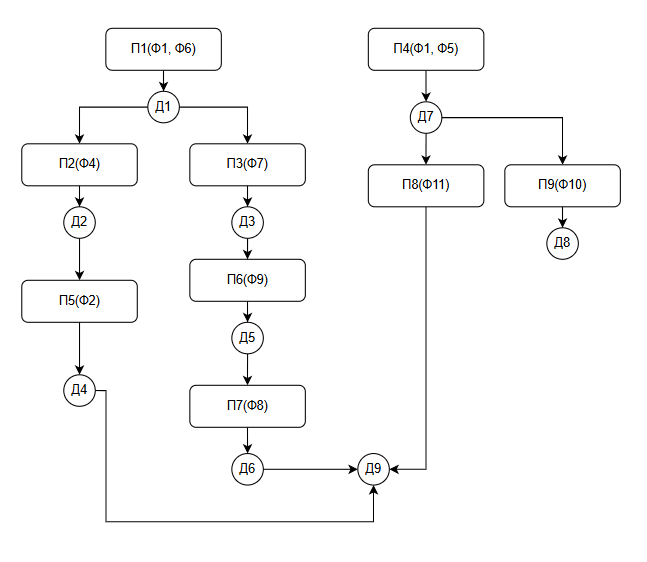 П1(Ф1, Ф6)
П4(Ф1, Ф5)
Д1
Д7
П2(Ф4)
П3(Ф7)
П8(Ф11)
П9(Ф10)
Д2
Д3
Д8
П6(Ф9)
П5(Ф2)
Д5
Д4
П7(Ф8)
Д6
Д9